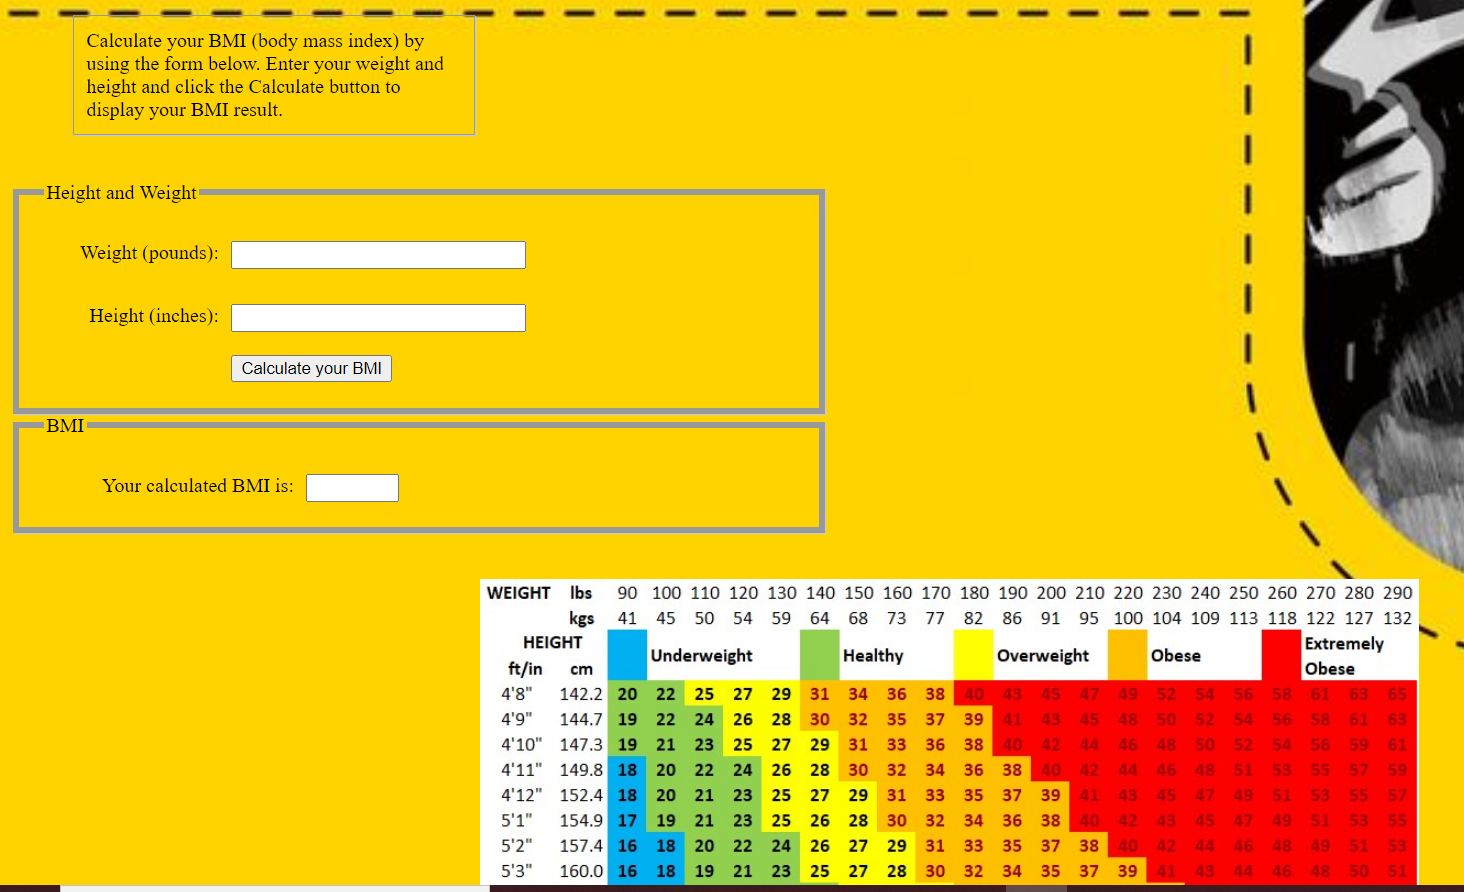 Calculate your BMI (body mass index) by
using the form below. Enter your weight and
height and click the Calculate button to
display your BMI result.
Height and Weight
Weight (pounds):
Height (inches):
Calculate your BMI
BMI
Your calculated BMI is:
WEIGHT lbs 90 100 110 120 130 140 150 160 170 180 190 200 210 220 230 240 250 260 270 280 290
kgs 41 45 50 54 59 64 68 73 77 82 86 91 95 100 104 109 113 118 122 127 132
HEIGHT
Underweight Healthy Overweight Obese Extremely
Obese
ft/in cm
4'8" 142.2 20 22 25 27 29 31 34 36 38 40 43 45 47 49 52 54 56 58 61 63 65
4'9" 144.7 19 22 24 26 28 30 32 35 37 39 41 43 45 48 50 52 54 56 58 61 63
4'10" 147.3 19 21 23 25 27 29 31 33 36 38 40 42 44 46 48 50 52 54 56 59 61
4'11" 149.8 18 20 22 24 26 28 30 32 34 36 38 40 42 44 46 48 51 53 55 57 59
4'12" 152.4 18 20 21 23 25 27 29 31 33 35 37 39 41 43 45 47 49 51 53 55 57
5'1" 154.9 17 19 21 23 25 26 28 30 32 34 36 38 40 42 43 45 47 49 51 53 55
5'2" 157.4 16 18 20 22 24 26 27 29 31 33 35 37 38 40 42 44 46 48 49 51 53
5'3" 160.0 16 18 19 21 23 25 27 28 30 32 34 35 37 39 41 43 44 46 48 50 51